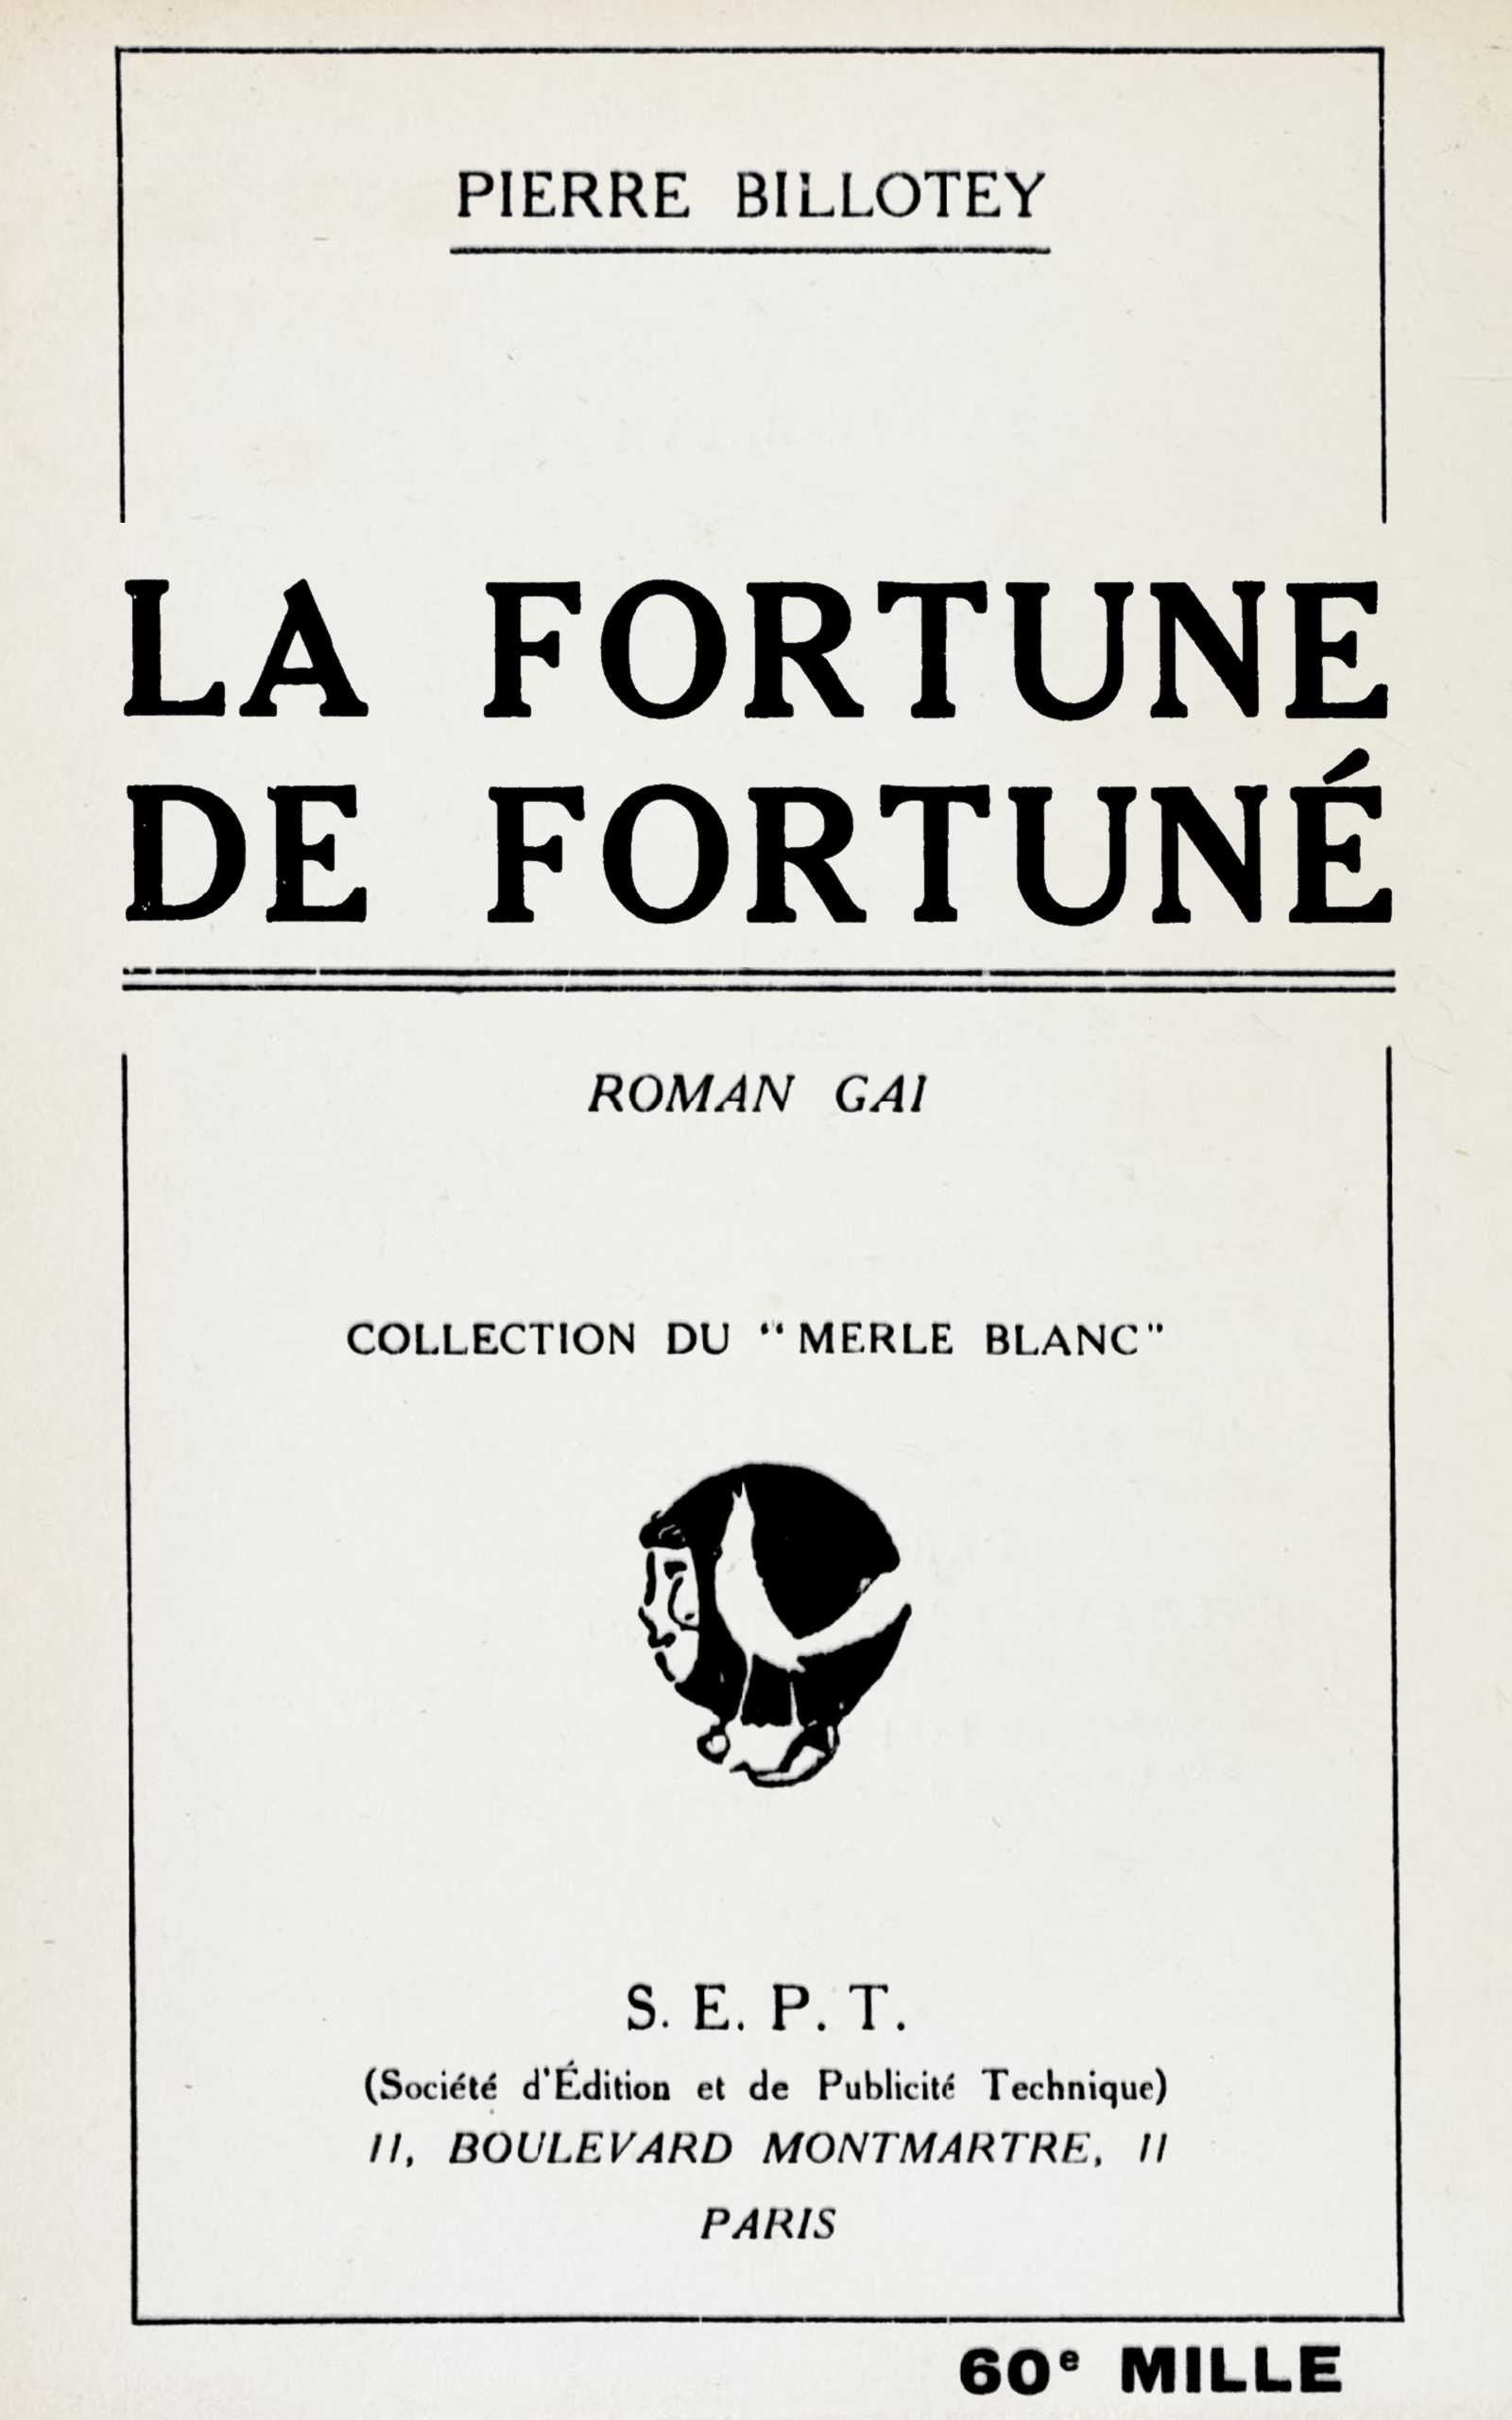 PIERRE BILLOTEY
LA FORTUNE
DE FORTUNÉ
ROMAN GAI
COLLECTION DU "MERLE BLANC"
S. E. P. T.
(Société d'Édition et de Publicité Technique)
11, BOULEVARD MONTMARTRE, 11
PARIS
60e MILLE